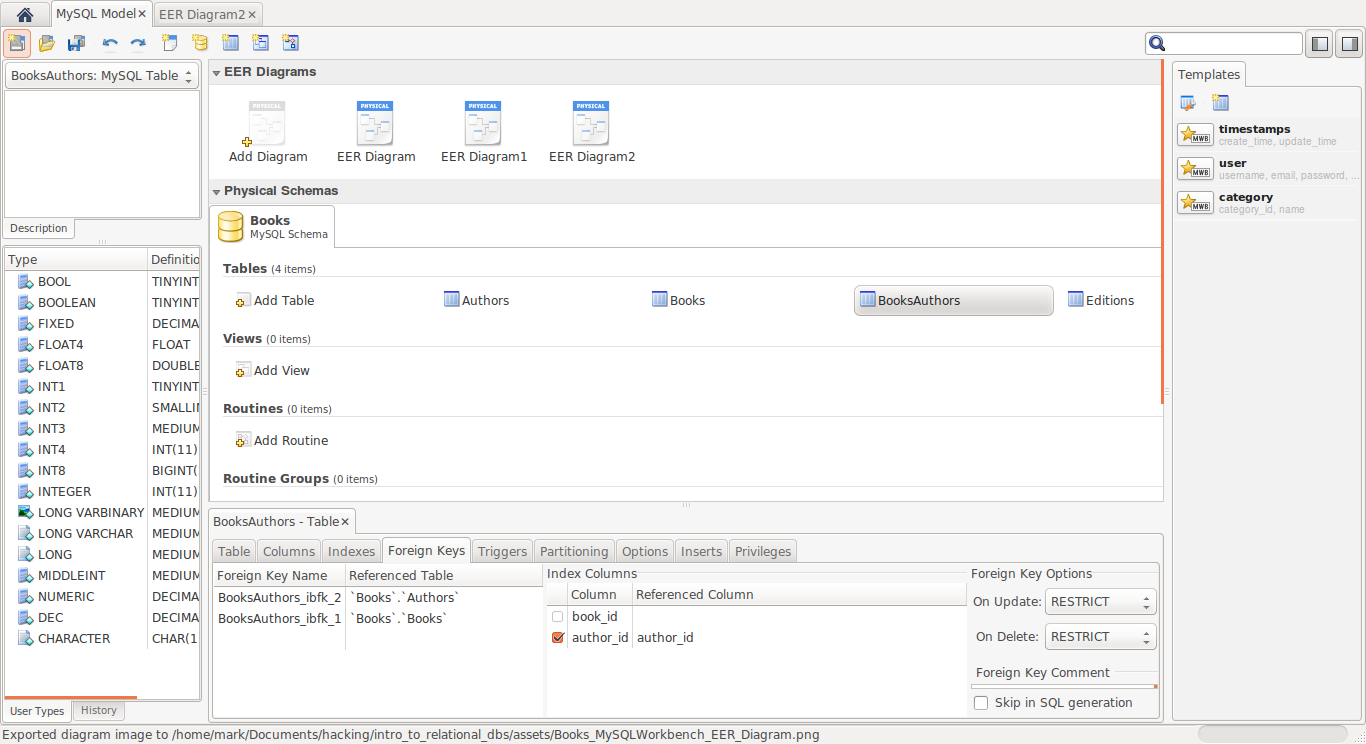 MySQL Model✕ EER Diagram2✕
BooksAuthors: MySQL Table
Description
Type Definitio
BOOL TINYINT
BOOLEAN TINYINT
FIXED DECIMA
FLOAT4 FLOAT
FLOAT8 DOUBLE
INT1 TINYINT
INT2 SMALLIN
INT3 MEDIUM
INT4 INT(11)
INT8 BIGINT(
INTEGER INT(11)
LONG VARBINARY MEDIUM
LONG VARCHAR MEDIUM
LONG MEDIUM
MIDDLEINT MEDIUM
NUMERIC DECIMA
DEC DECIMA
CHARACTER CHAR(1
User Types History
EER Diagrams
PHYSICAL PHYSICAL PHYSICAL PHYSICAL
Add Diagram EER Diagram EER Diagram1 EER Diagram2
Physical Schemas
Books
MySQL Schema
Tables (4 items)
Add Table Authors Books BooksAuthors Editions
Views (0 items)
Add View
Routines (0 items)
Add Routine
Routine Groups (0 items)
BooksAuthors - Table✕
Table Columns Indexes Foreign Keys Triggers Partitioning Options Inserts Privileges
Foreign Key Name Referenced Table
BooksAuthors_ibfk_2 `Books`.`Authors`
BooksAuthors_ibfk_1 `Books`.`Books`
Index Columns
Column Referenced Column
book_id
author_id author_id
Foreign Key Options
On Update: RESTRICT
On Delete: RESTRICT
Foreign Key Comment
Skip in SQL generation
Templates
MWB timestamps
create_time, update_time
MWB user
username, email, password, ...
MWB category
category_id, name
Exported diagram image to /home/mark/Documents/hacking/intro_to_relational_dbs/assets/Books_MySQLWorkbench_EER_Diagram.png